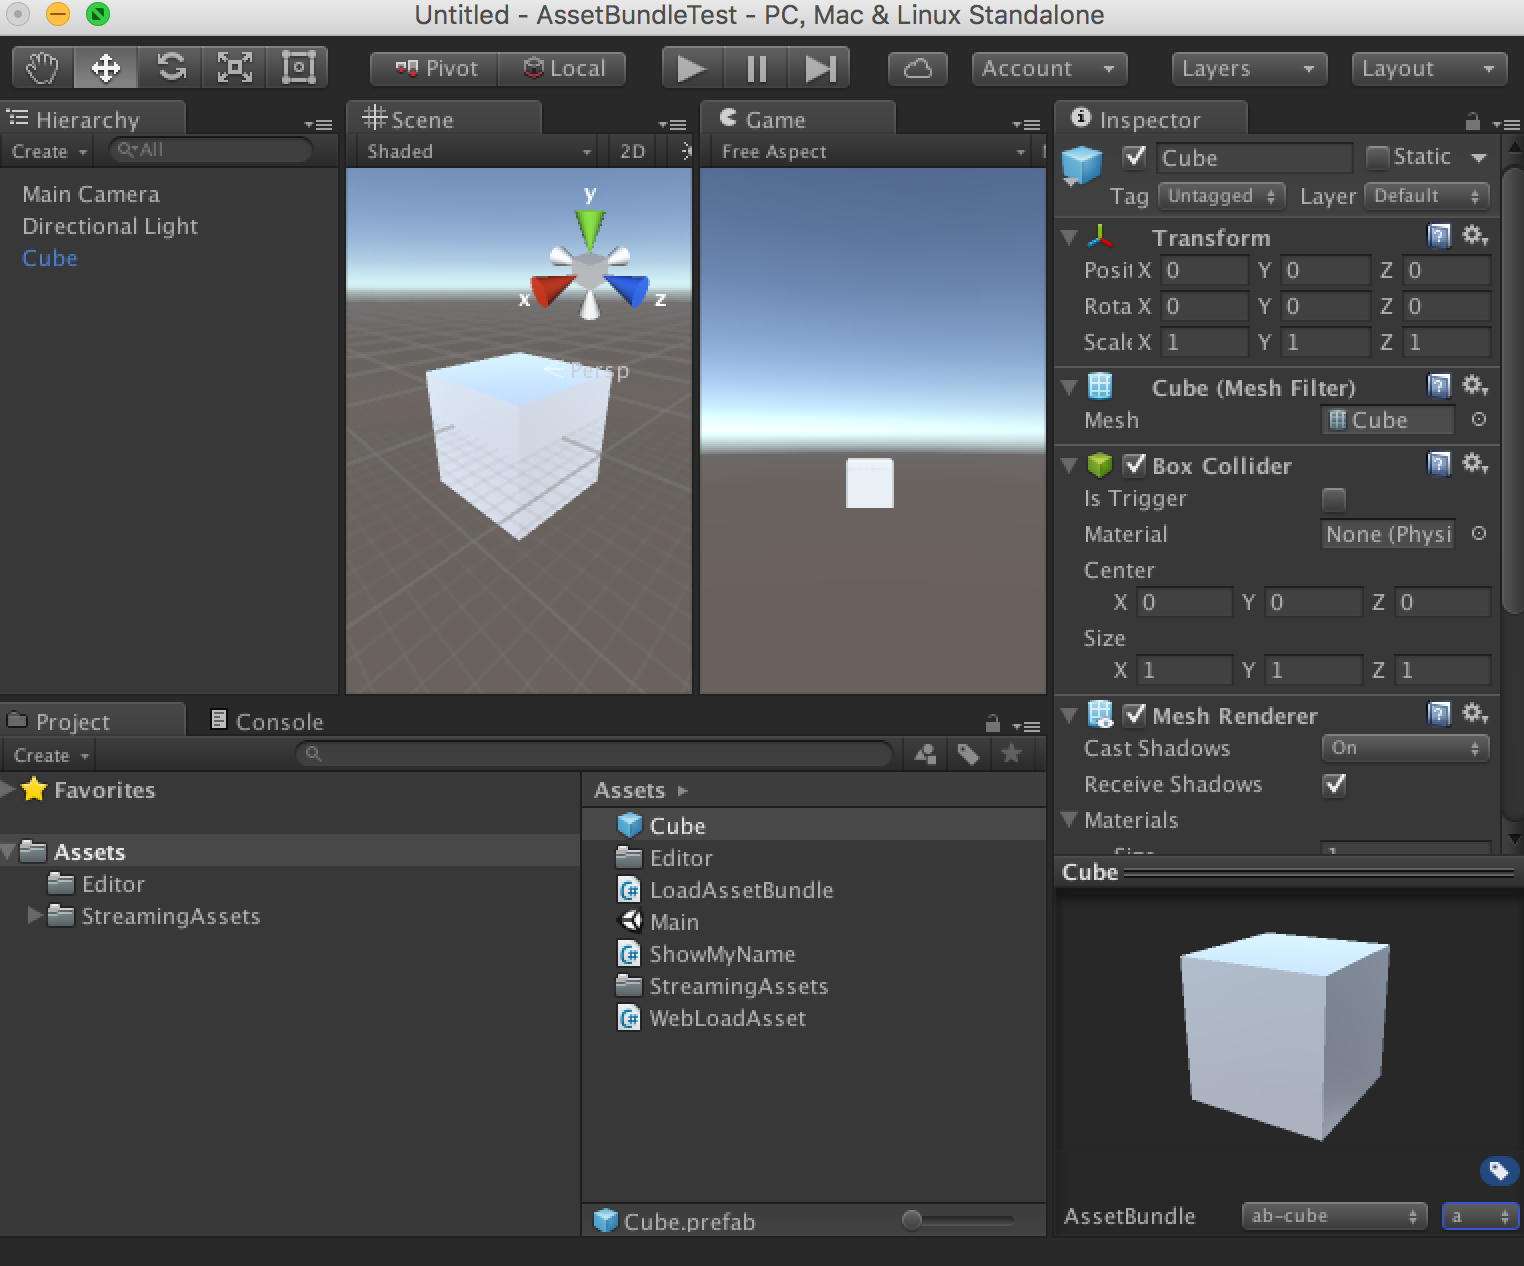 Untitled - AssetBundleTest - PC, Mac & Linux Standalone
Pivot Local Account Layers Layout
Hierarchy
Create All
Main Camera
Directional Light
Cube
Scene
Shaded 2D
y
x z
Persp
Game
Free Aspect
Inspector
Cube Static
Tag Untagged Layer Default
Transform
Posit X 0 Y 0 Z 0
Rota X 0 Y 0 Z 0
Scale X 1 Y 1 Z 1
Cube (Mesh Filter)
Mesh Cube
Box Collider
Is Trigger
Material None (Physi
Center
X 0 Y 0 Z 0
Size
X 1 Y 1 Z 1
Mesh Renderer
Cast Shadows On
Receive Shadows
Materials
Project Console
Create
Favorites
Assets
Editor
StreamingAssets
Assets
Cube
Editor
LoadAssetBundle
Main
ShowMyName
StreamingAssets
WebLoadAsset
Cube.prefab
Cube
AssetBundle ab-cube a